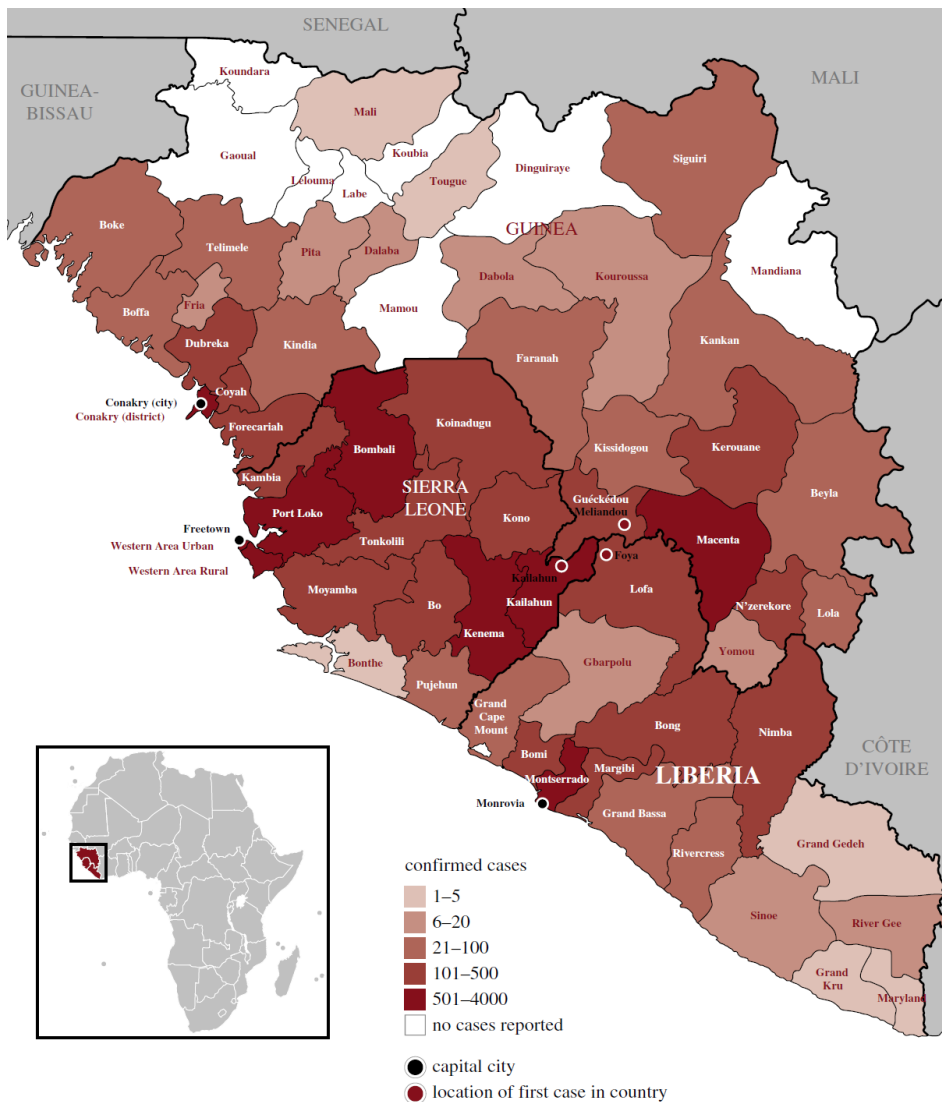 SENEGAL
GUINEA-
BISSAU
MALI
Koundara
Mali
Gaoual
Koubia
Lelouma
Labe
Tougue
Dinguiraye
Siguiri
GUINEA
Boke
Telimele
Pita
Dalaba
Dabola
Kouroussa
Mandiana
Fria
Boffa
Mamou
Dubreka
Kindia
Faranah
Kankan
Coyah
Conakry (city)
Conakry (district)
Forecariah
Koinadugu
Bombali
Kissidogou
Kerouane
Kambia
SIERRA
LEONE
Beyla
Port Loko
Kono
Guéckédou
Meliandou
Freetown
Western Area Urban
Tonkolili
Macenta
Foya
Western Area Rural
Kailahun
Moyamba
Bo
Kailahun
Lofa
N'zerekore
Lola
Kenema
Bonthe
Gbarpolu
Yomou
Pujehun
Grand
Cape
Mount
Bong
Nimba
Bomi
CÔTE
D'IVOIRE
Montserrado
Margibi
LIBERIA
Monrovia
Grand Bassa
Grand Gedeh
Rivercress
Sinoe
River Gee
Grand
Kru
Maryland
confirmed cases
1–5
6–20
21–100
101–500
501–4000
no cases reported
capital city
location of first case in country